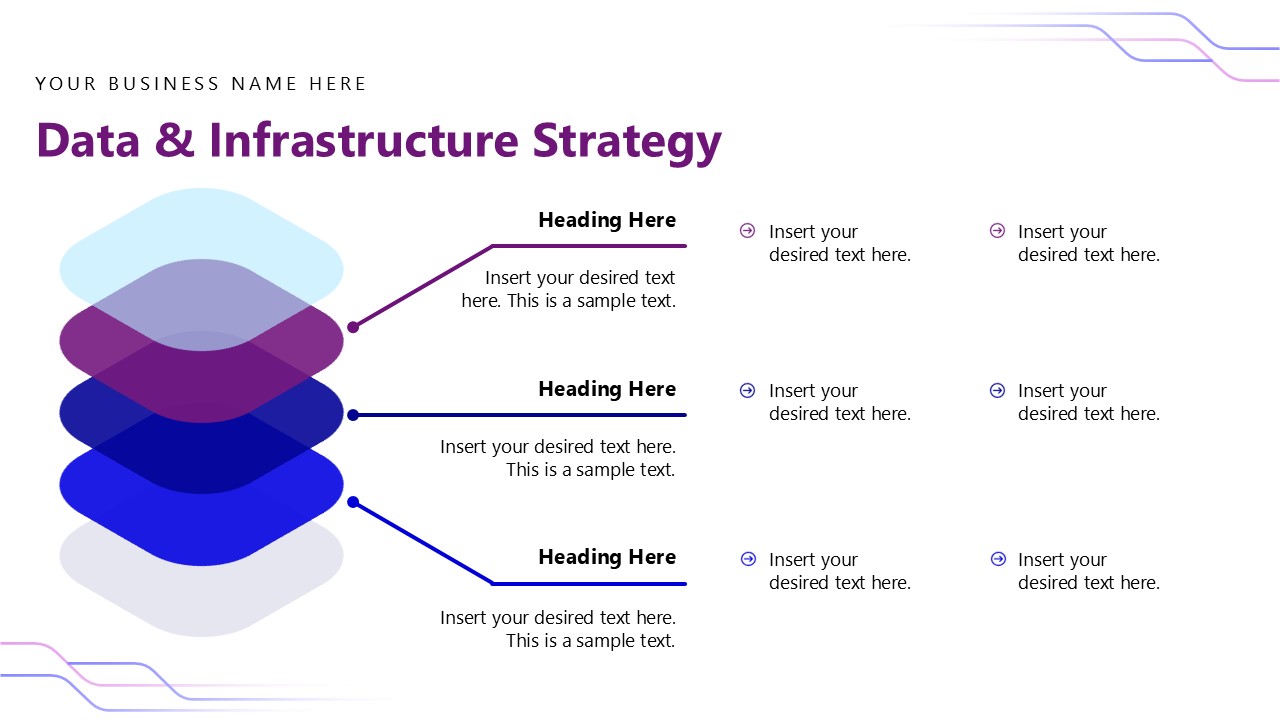 YOUR BUSINESS NAME HERE
Data & Infrastructure Strategy
Heading Here
Insert your desired text
here. This is a sample text.
Insert your
desired text here.
Insert your
desired text here.
Heading Here
Insert your desired text here.
This is a sample text.
Insert your
desired text here.
Insert your
desired text here.
Heading Here
Insert your desired text here.
This is a sample text.
Insert your
desired text here.
Insert your
desired text here.